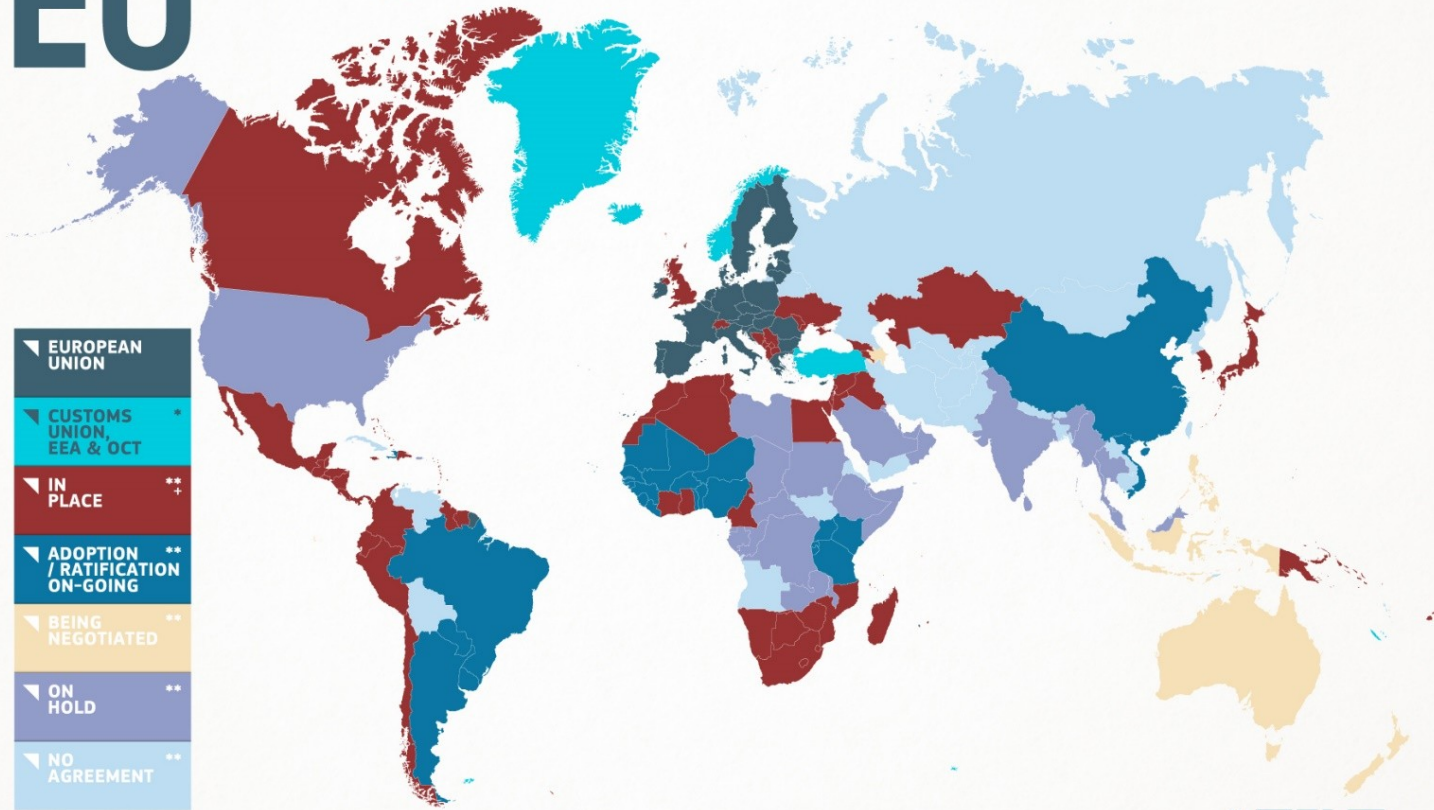 EU
EUROPEAN
UNION
CUSTOMS *
UNION,
EEA & OCT
IN **
PLACE +
ADOPTION **
/ RATIFICATION
ON-GOING
BEING **
NEGOTIATED
ON **
HOLD
NO **
AGREEMENT